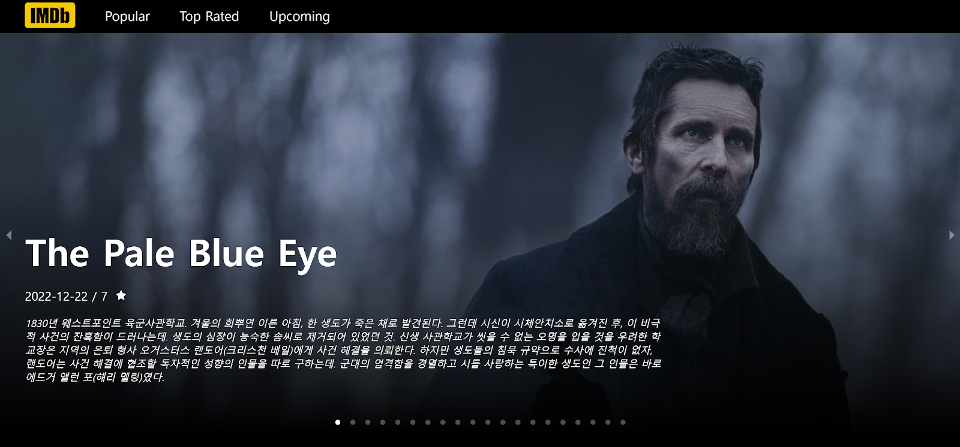 IMDb
Popular
Top Rated
Upcoming
The Pale Blue Eye
2022-12-22 / 7
1830년 웨스트포인트 육군사관학교. 겨울의 희뿌연 이른 아침, 한 생도가 죽은 채로 발견된다. 그런데 시신이 시체안치소로 옮겨진 후, 이 비극
적 사건의 잔혹함이 드러나는데. 생도의 심장이 능숙한 솜씨로 제거되어 있었던 것. 신생 사관학교가 씻을 수 없는 오명을 입을 것을 우려한 학
교장은 지역의 은퇴 형사 오거스터스 랜도어(크리스천 베일)에게 사건 해결을 의뢰한다. 하지만 생도들의 침묵 규약으로 수사에 진척이 없자,
랜도어는 사건 해결에 협조할 독자적인 성향의 인물을 따로 구하는데. 군대의 엄격함을 경멸하고 시를 사랑하는 특이한 생도인 그 인물은 바로
에드거 앨런 포(해리 멜링)였다.